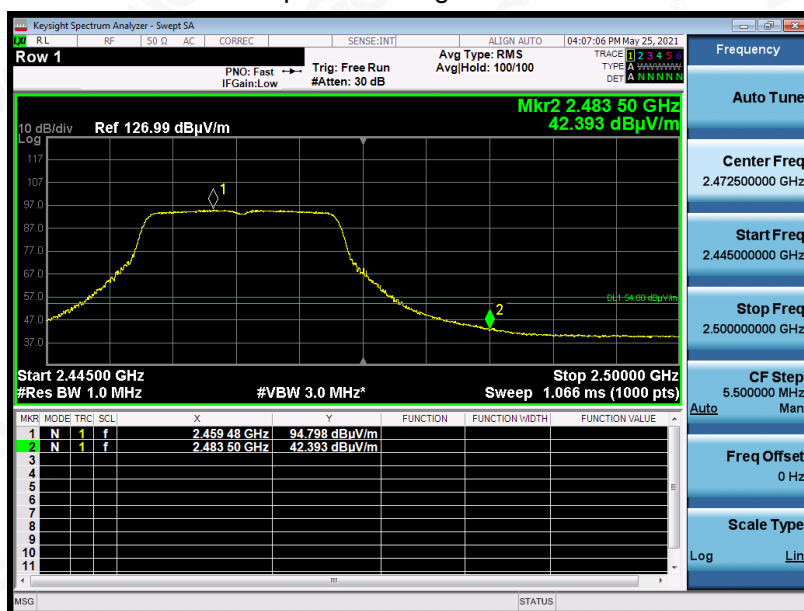 Keysight Spectrum Analyzer - Swept SA
LXI RL RF 50 Ω AC CORREC SENSE:INT ALIGN AUTO 04:07:06 PM May 25, 2021
Row 1
PNO: Fast
IFGain:Low
Trig: Free Run
#Atten: 30 dB
Avg Type: RMS
Avg|Hold: 100/100
TRACE 1 2 3 4 5 6
TYPE A WWWWW
DET A N N N N N
Mkr2 2.483 50 GHz
42.393 dBµV/m
10 dB/div Ref 126.99 dBµV/m
Log
117
107
97.0
87.0
77.0
67.0
57.0
47.0
37.0
1
2
DL1 54.00 dBµV/m
Start 2.44500 GHz Stop 2.50000 GHz
#Res BW 1.0 MHz #VBW 3.0 MHz* Sweep 1.066 ms (1000 pts)
MKR MODE TRC SCL X Y FUNCTION FUNCTION WIDTH FUNCTION VALUE
1 N 1 f 2.459 48 GHz 94.798 dBµV/m
2 N 1 f 2.483 50 GHz 42.393 dBµV/m
3
4
5
6
7
8
9
10
11
MSG STATUS
Frequency
Auto Tune
Center Freq
2.472500000 GHz
Start Freq
2.445000000 GHz
Stop Freq
2.500000000 GHz
CF Step
5.500000 MHz
Auto Man
Freq Offset
0 Hz
Scale Type
Log Lin